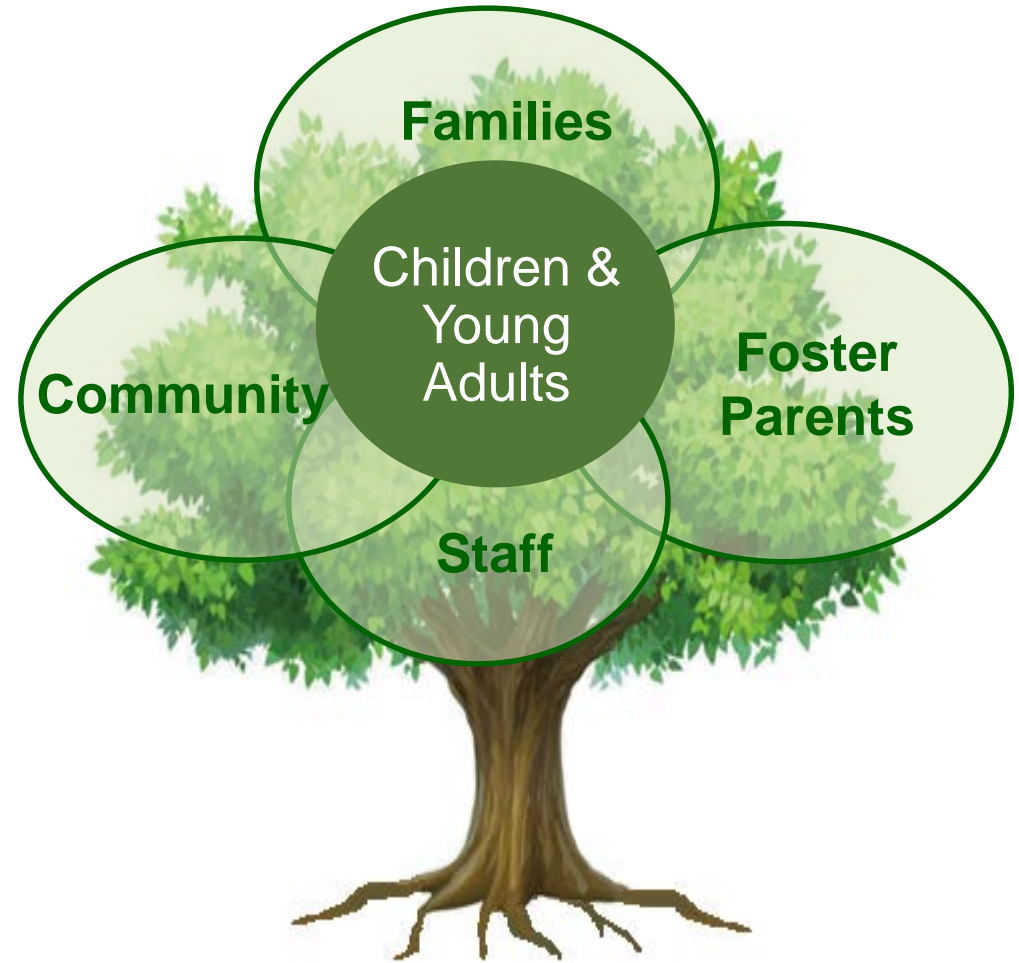 Families
Children &
Young
Adults
Community
Foster
Parents
Staff